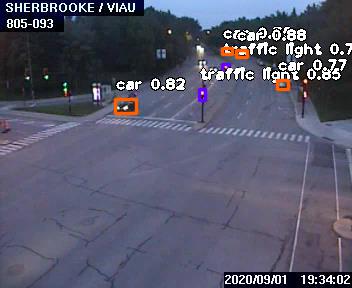 SHERBROOKE / VIAU
805-093
car 0.88
traffic light 0.7
car 0.77
traffic light 0.85
car 0.82
2020/09/01 19:34:02